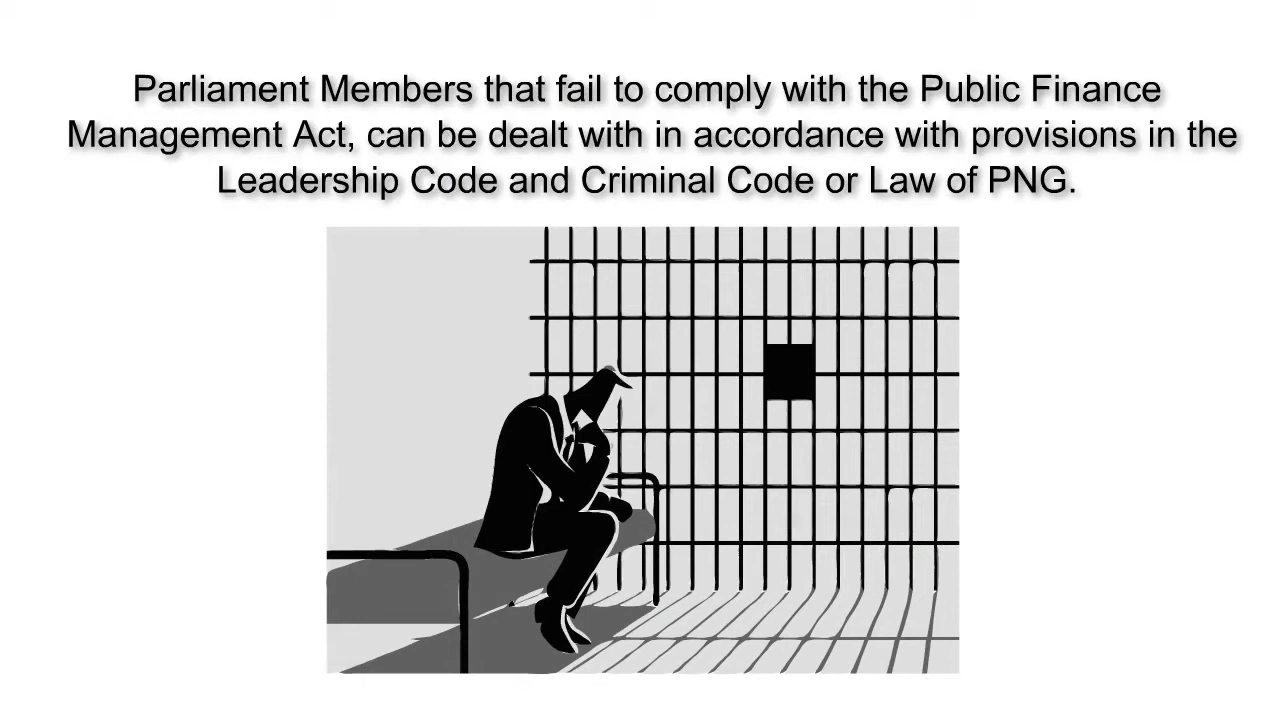 Parliament Members that fail to comply with the Public Finance
Management Act, can be dealt with in accordance with provisions in the
Leadership Code and Criminal Code or Law of PNG.